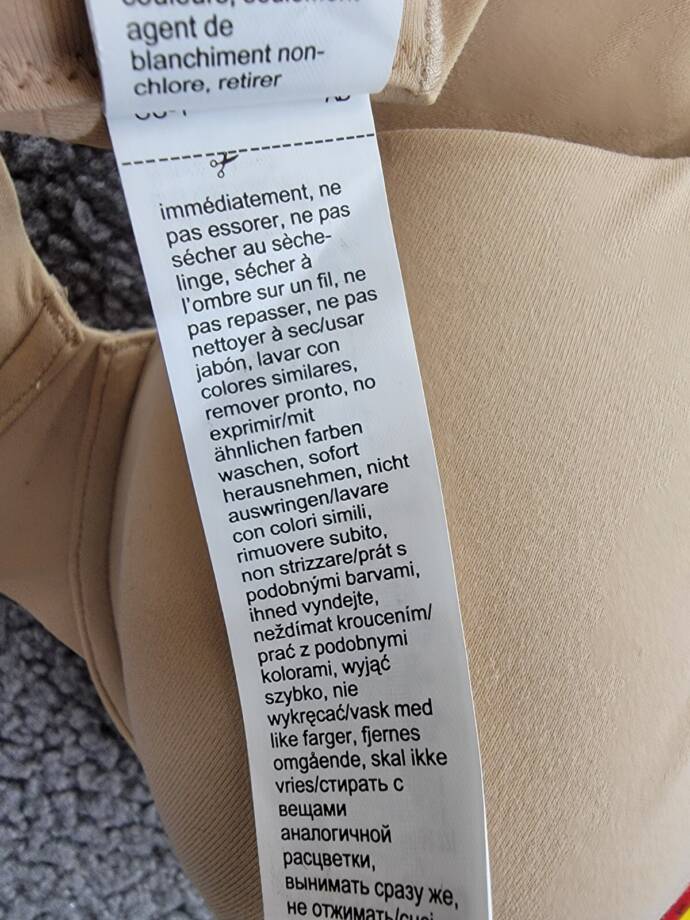 agent de
blanchiment non-
chlore, retirer
immédiatement, ne
pas essorer, ne pas
sécher au sèche-
linge, sécher à
l'ombre sur un fil, ne
pas repasser, ne pas
nettoyer à sec/usar
jabón, lavar con
colores similares,
remover pronto, no
exprimir/mit
ähnlichen farben
waschen, sofort
herausnehmen, nicht
auswringen/lavare
con colori simili,
rimuovere subito,
non strizzare/prát s
podobnými barvami,
ihned vyndejte,
neždímat kroucením/
prać z podobnymi
kolorami, wyjąć
szybko, nie
wykręcać/vask med
like farger, fjernes
omgående, skal ikke
vries/стирать с
вещами
аналогичной
расцветки,
вынимать сразу же,
не отжимать/